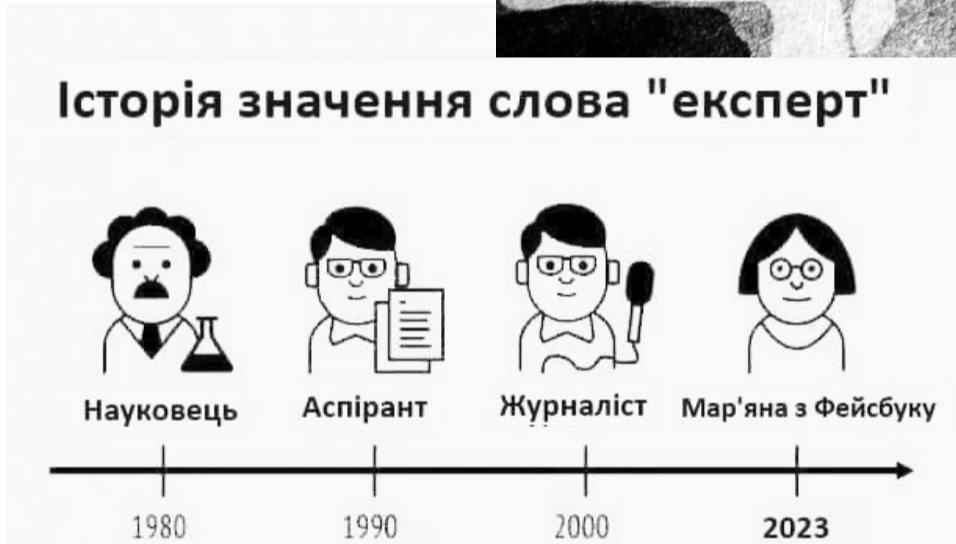 Історія значення слова "експерт"
Науковець Аспірант Журналіст Мар'яна з Фейсбуку
1980 1990 2000 2023